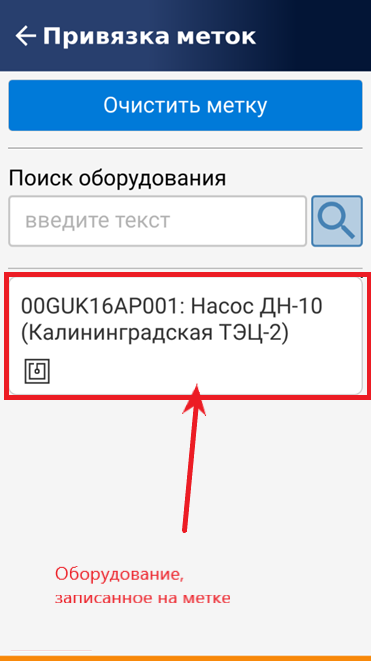 Привязка меток
Очистить метку
Поиск оборудования
введите текст
00GUK16AP001: Насос ДН-10
(Калининградская ТЭЦ-2)
Оборудование,
записанное на метке